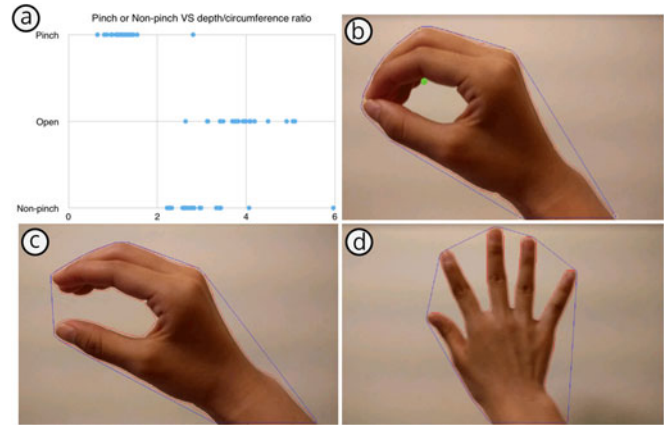 a
Pinch or Non-pinch VS depth/circumference ratio
Pinch
Open
Non-pinch
0 2 4 6
b
c
d